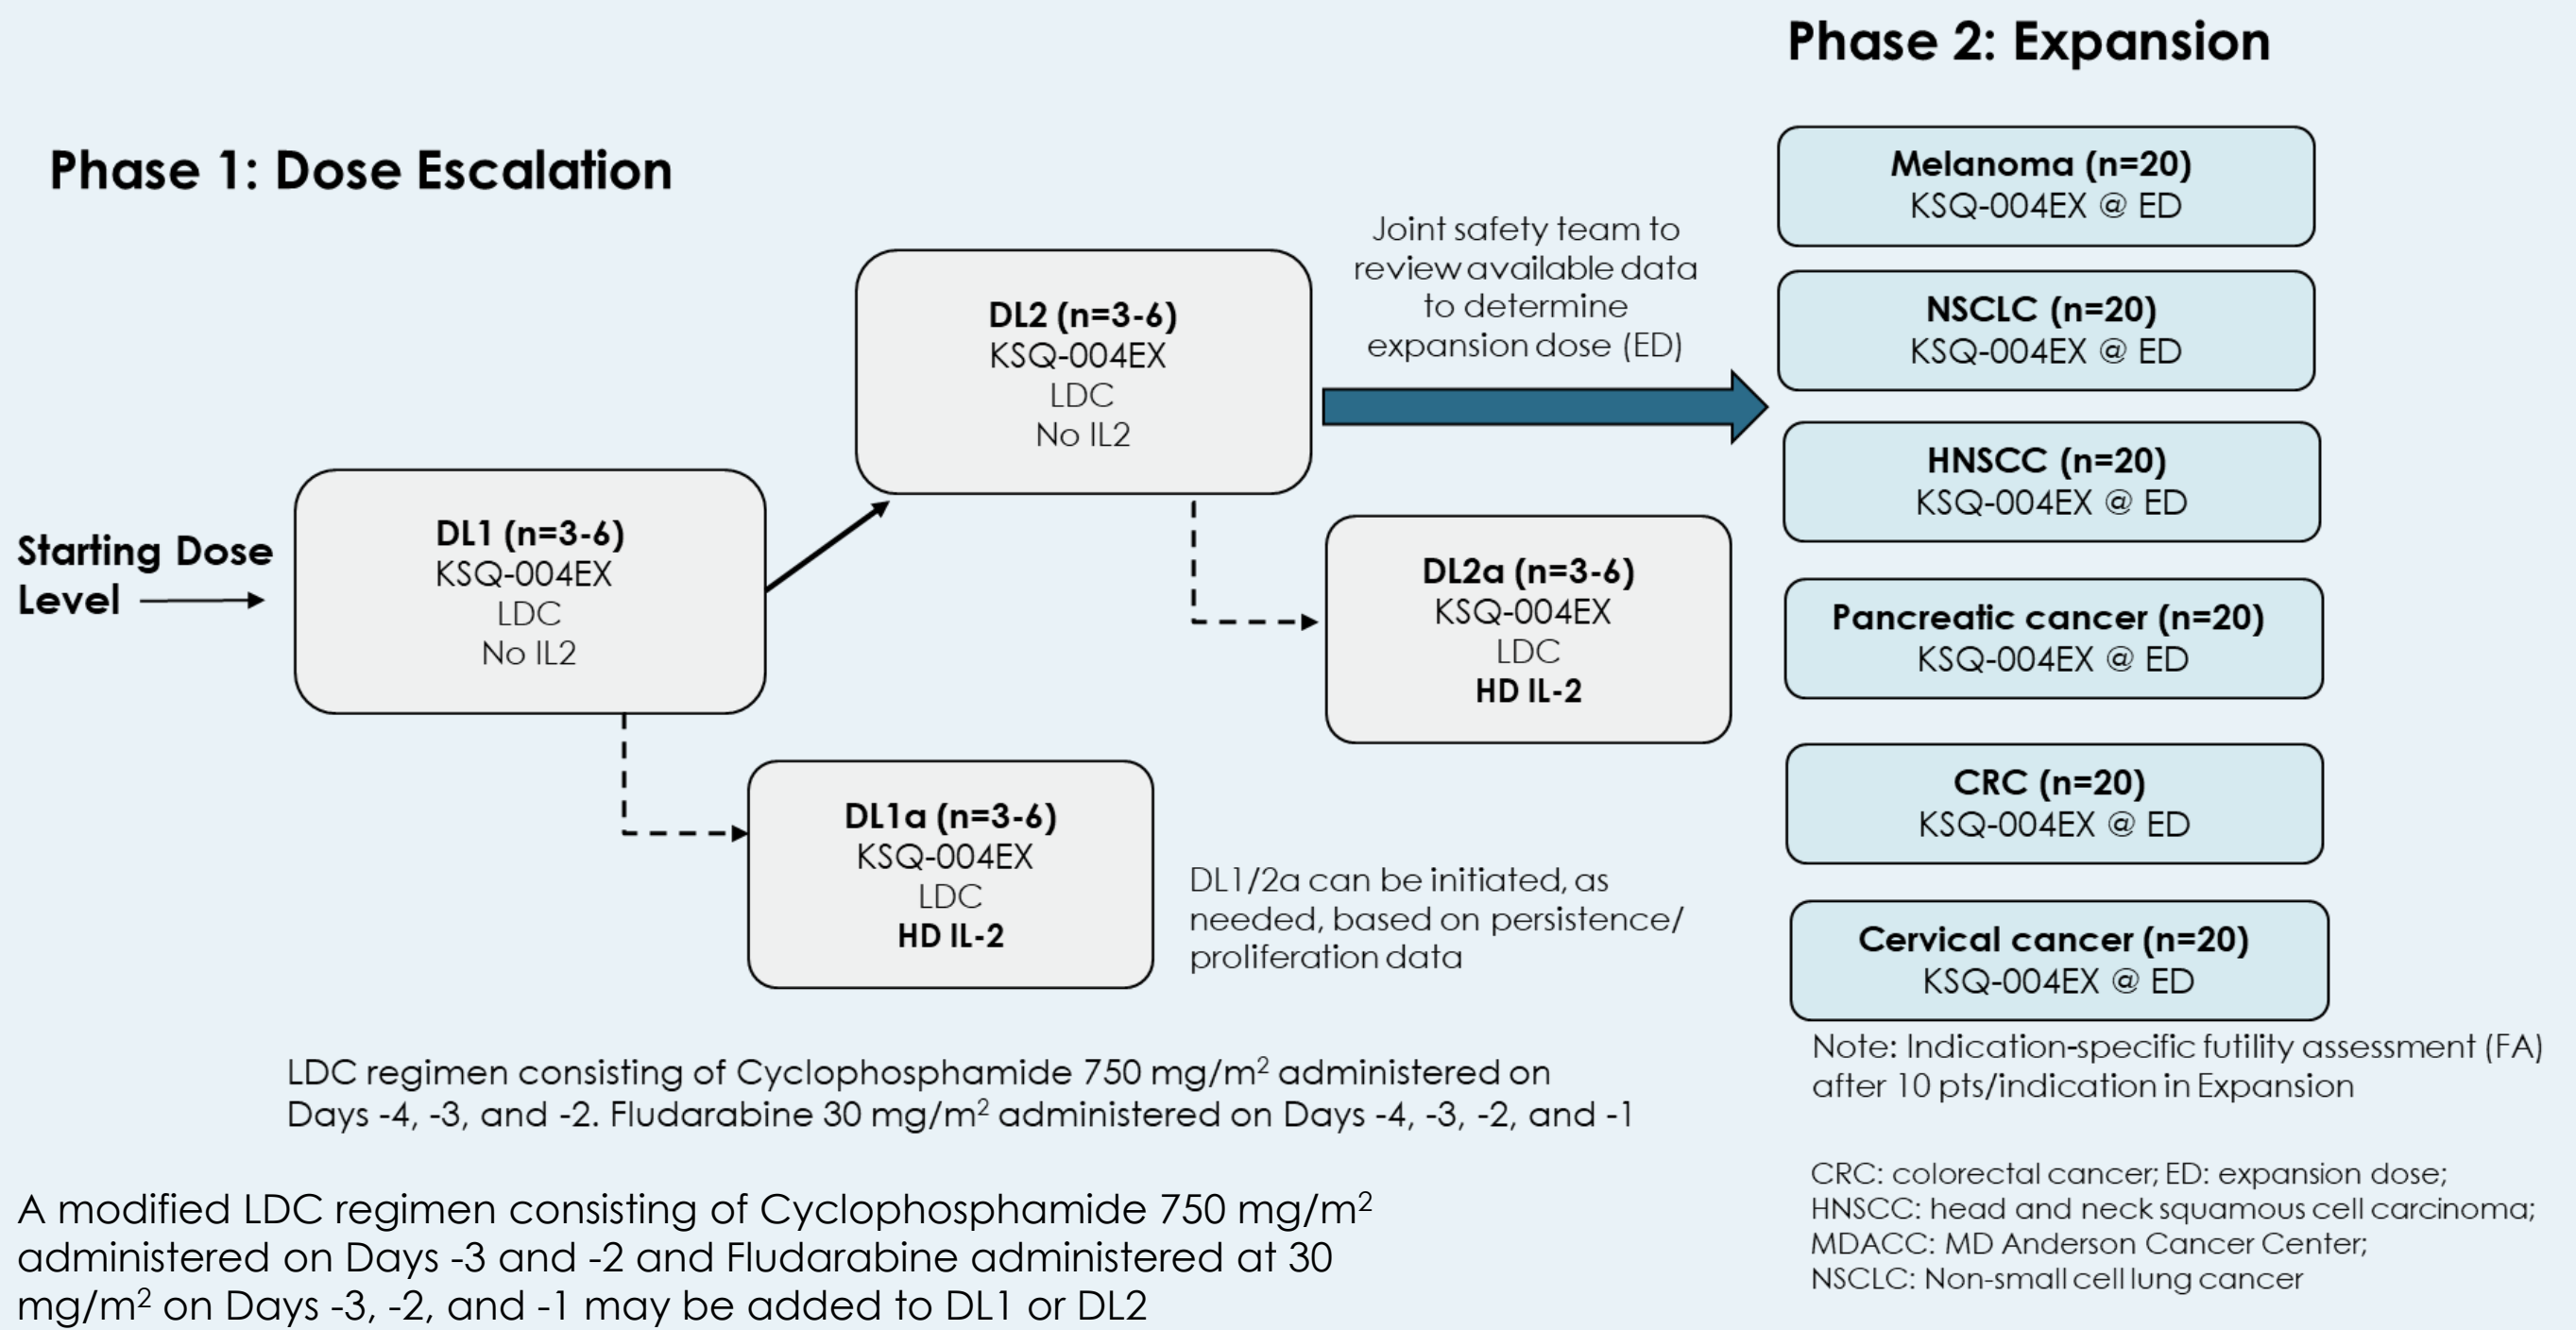 Phase 2: Expansion
Phase 1: Dose Escalation
Starting Dose
Level
DL1 (n=3-6)
KSQ-004EX
LDC
No IL2
DL2 (n=3-6)
KSQ-004EX
LDC
No IL2
DL1a (n=3-6)
KSQ-004EX
LDC
HD IL-2
DL2a (n=3-6)
KSQ-004EX
LDC
HD IL-2
Joint safety team to
review available data
to determine
expansion dose (ED)
DL1/2a can be initiated, as
needed, based on persistence/
proliferation data
Melanoma (n=20)
KSQ-004EX @ ED
NSCLC (n=20)
KSQ-004EX @ ED
HNSCC (n=20)
KSQ-004EX @ ED
Pancreatic cancer (n=20)
KSQ-004EX @ ED
CRC (n=20)
KSQ-004EX @ ED
Cervical cancer (n=20)
KSQ-004EX @ ED
Note: Indication-specific futility assessment (FA)
after 10 pts/indication in Expansion
LDC regimen consisting of Cyclophosphamide 750 mg/m² administered on
Days -4, -3, and -2. Fludarabine 30 mg/m² administered on Days -4, -3, -2, and -1
A modified LDC regimen consisting of Cyclophosphamide 750 mg/m²
administered on Days -3 and -2 and Fludarabine administered at 30
mg/m² on Days -3, -2, and -1 may be added to DL1 or DL2
CRC: colorectal cancer; ED: expansion dose;
HNSCC: head and neck squamous cell carcinoma;
MDACC: MD Anderson Cancer Center;
NSCLC: Non-small cell lung cancer